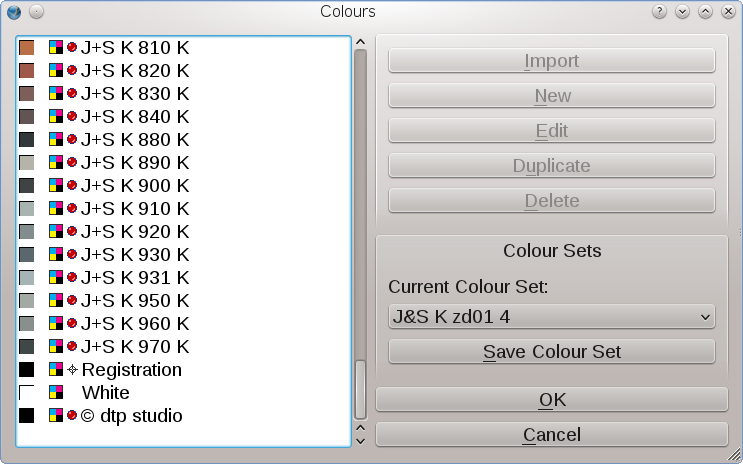 Colours
J+S K 810 K
J+S K 820 K
J+S K 830 K
J+S K 840 K
J+S K 880 K
J+S K 890 K
J+S K 900 K
J+S K 910 K
J+S K 920 K
J+S K 930 K
J+S K 931 K
J+S K 950 K
J+S K 960 K
J+S K 970 K
Registration
White
© dtp studio
Import
New
Edit
Duplicate
Delete
Colour Sets
Current Colour Set:
J&S K zd01 4
Save Colour Set
OK
Cancel